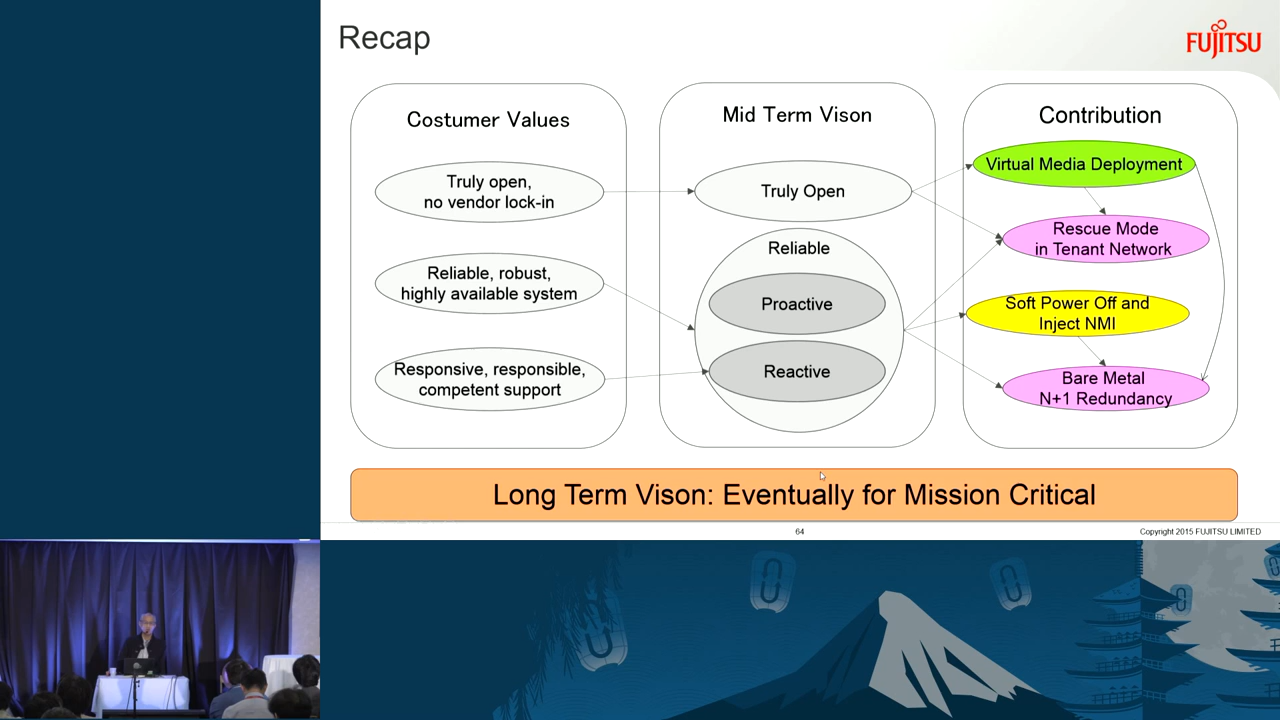 Recap
FUJITSU
Costumer Values
Truly open,
no vendor lock-in
Reliable, robust,
highly available system
Responsive, responsible,
competent support
Mid Term Vison
Truly Open
Reliable
Proactive
Reactive
Contribution
Virtual Media Deployment
Rescue Mode
in Tenant Network
Soft Power Off and
Inject NMI
Bare Metal
N+1 Redundancy
Long Term Vison: Eventually for Mission Critical
64
Copyright 2015 FUJITSU LIMITED